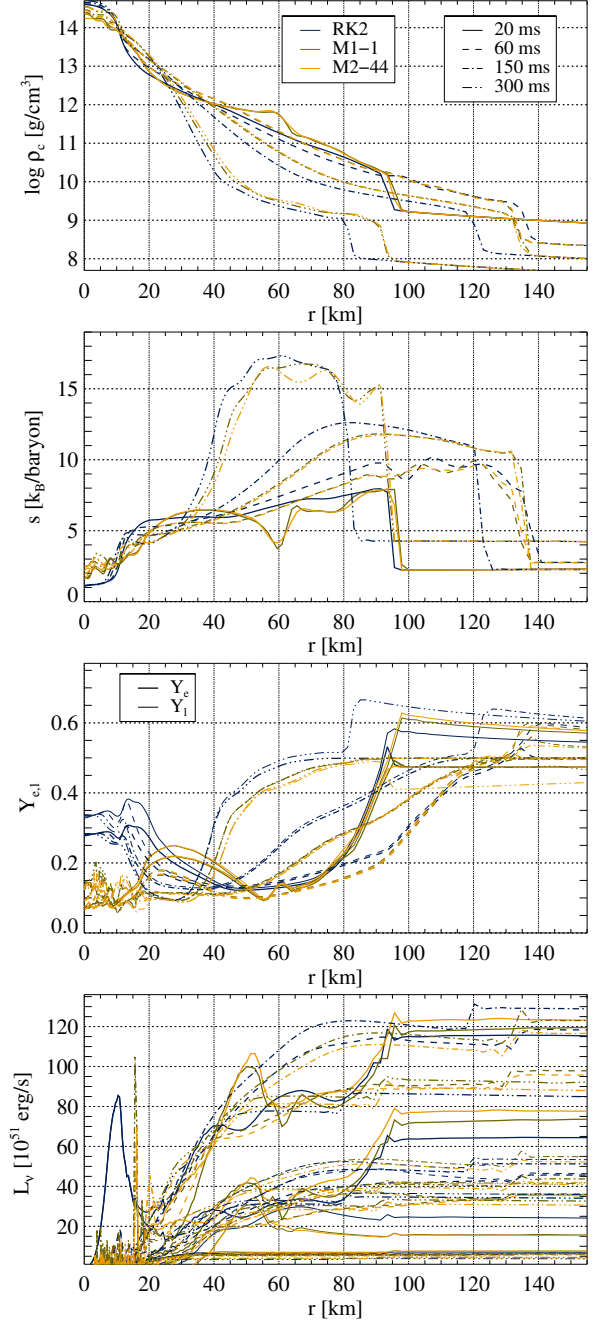 log ρc [g/cm³]
14
13
12
11
10
9
8
RK2
M1−1
M2−44
20 ms
60 ms
150 ms
300 ms
0 20 40 60 80 100 120 140
r [km]
s [kB/baryon]
15
10
5
0
0 20 40 60 80 100 120 140
r [km]
Ye,l
0.6
0.4
0.2
0.0
Ye
Yl
0 20 40 60 80 100 120 140
r [km]
Lν [10⁵¹ erg/s]
120
100
80
60
40
20
0 20 40 60 80 100 120 140
r [km]